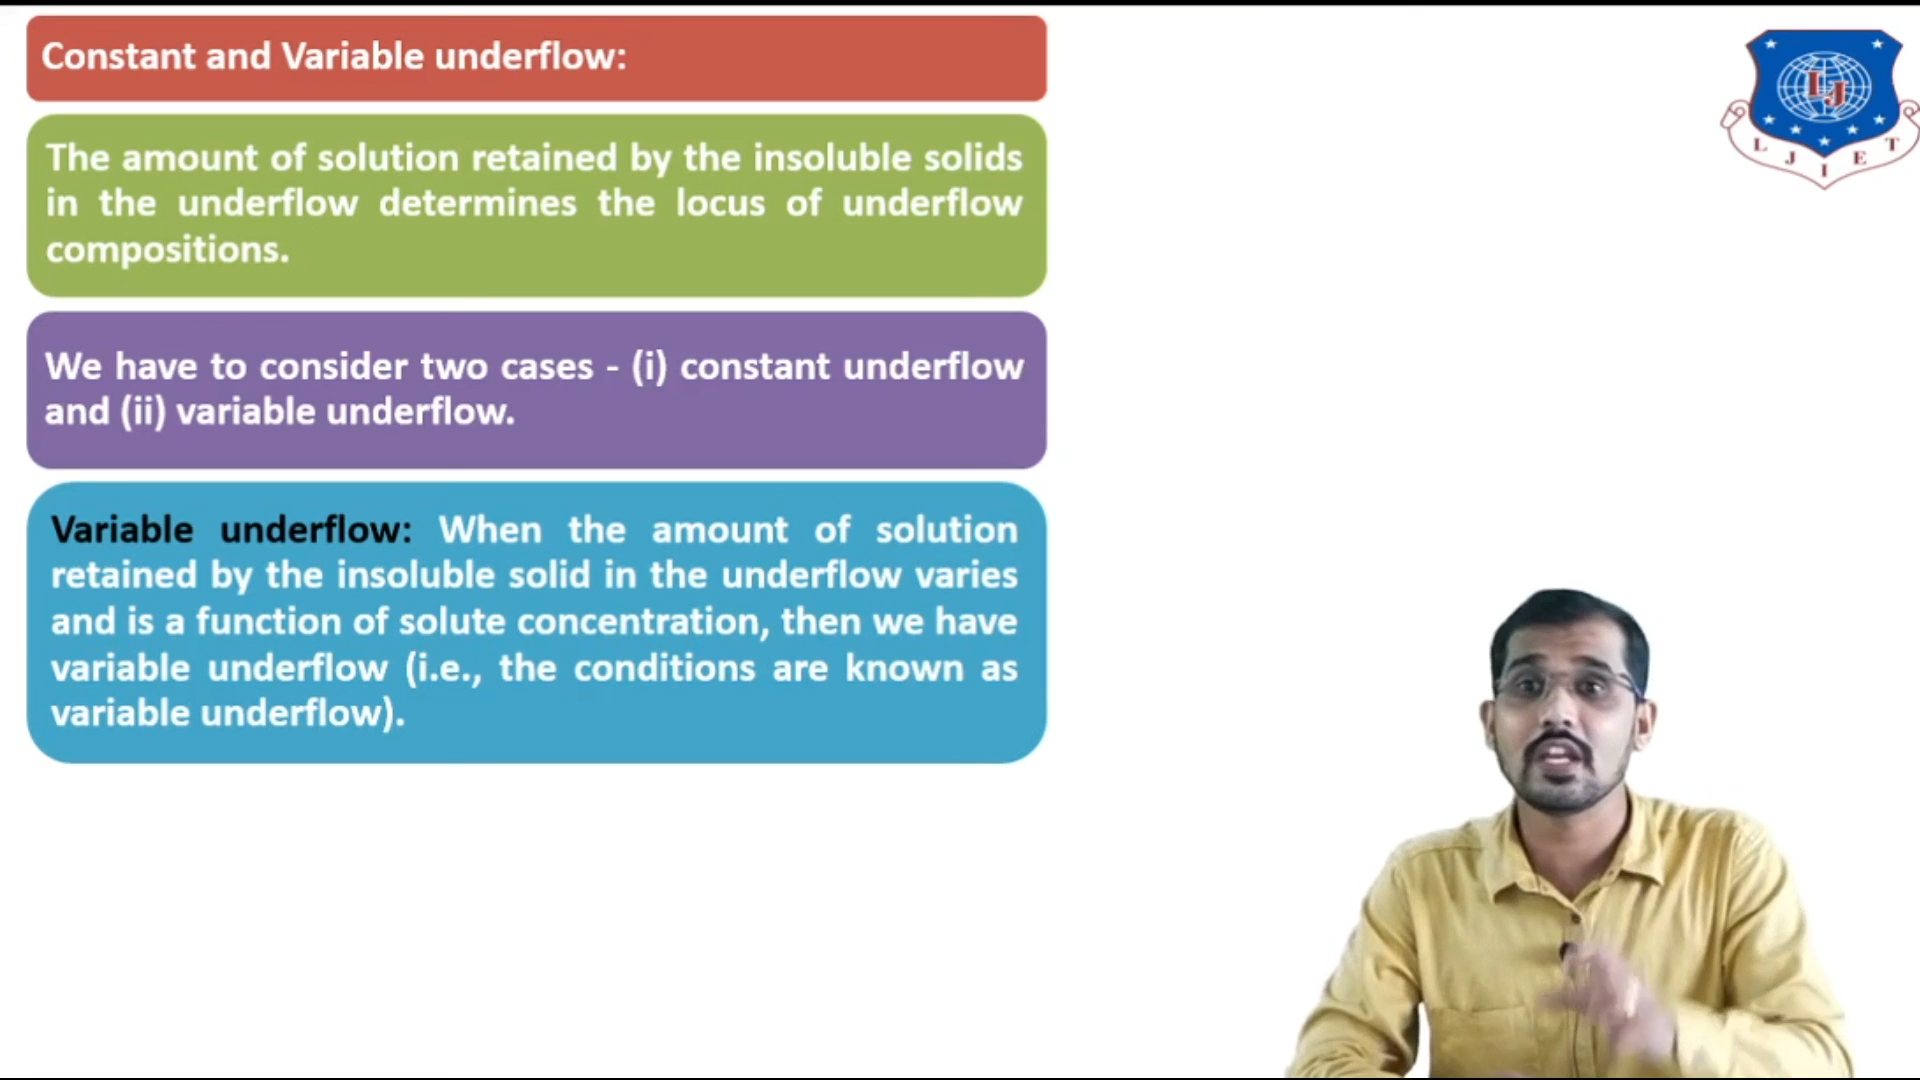 Constant and Variable underflow:
The amount of solution retained by the insoluble solids
in the underflow determines the locus of underflow
compositions.
We have to consider two cases - (i) constant underflow
and (ii) variable underflow.
Variable underflow: When the amount of solution
retained by the insoluble solid in the underflow varies
and is a function of solute concentration, then we have
variable underflow (i.e., the conditions are known as
variable underflow).
LJ
L J I E T